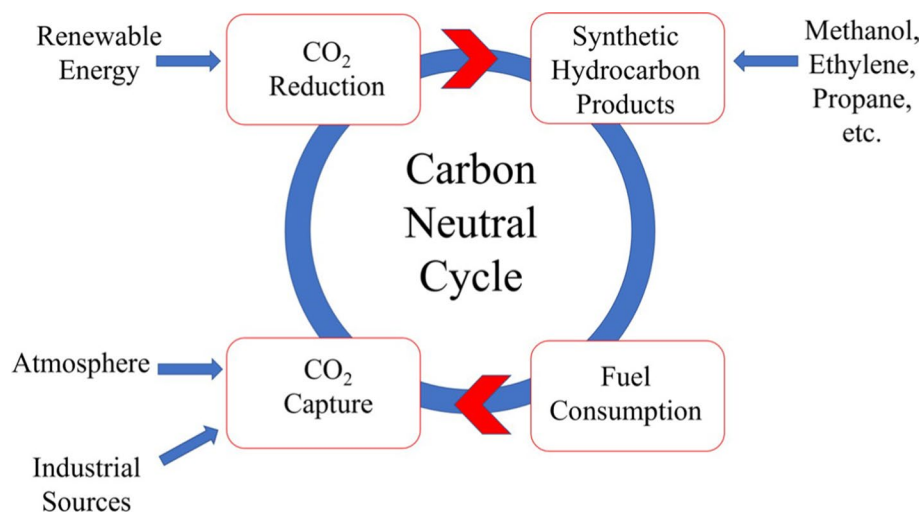 Renewable
Energy
CO₂
Reduction
Synthetic
Hydrocarbon
Products
Methanol,
Ethylene,
Propane,
etc.
Carbon
Neutral
Cycle
Atmosphere
Industrial
Sources
CO₂
Capture
Fuel
Consumption